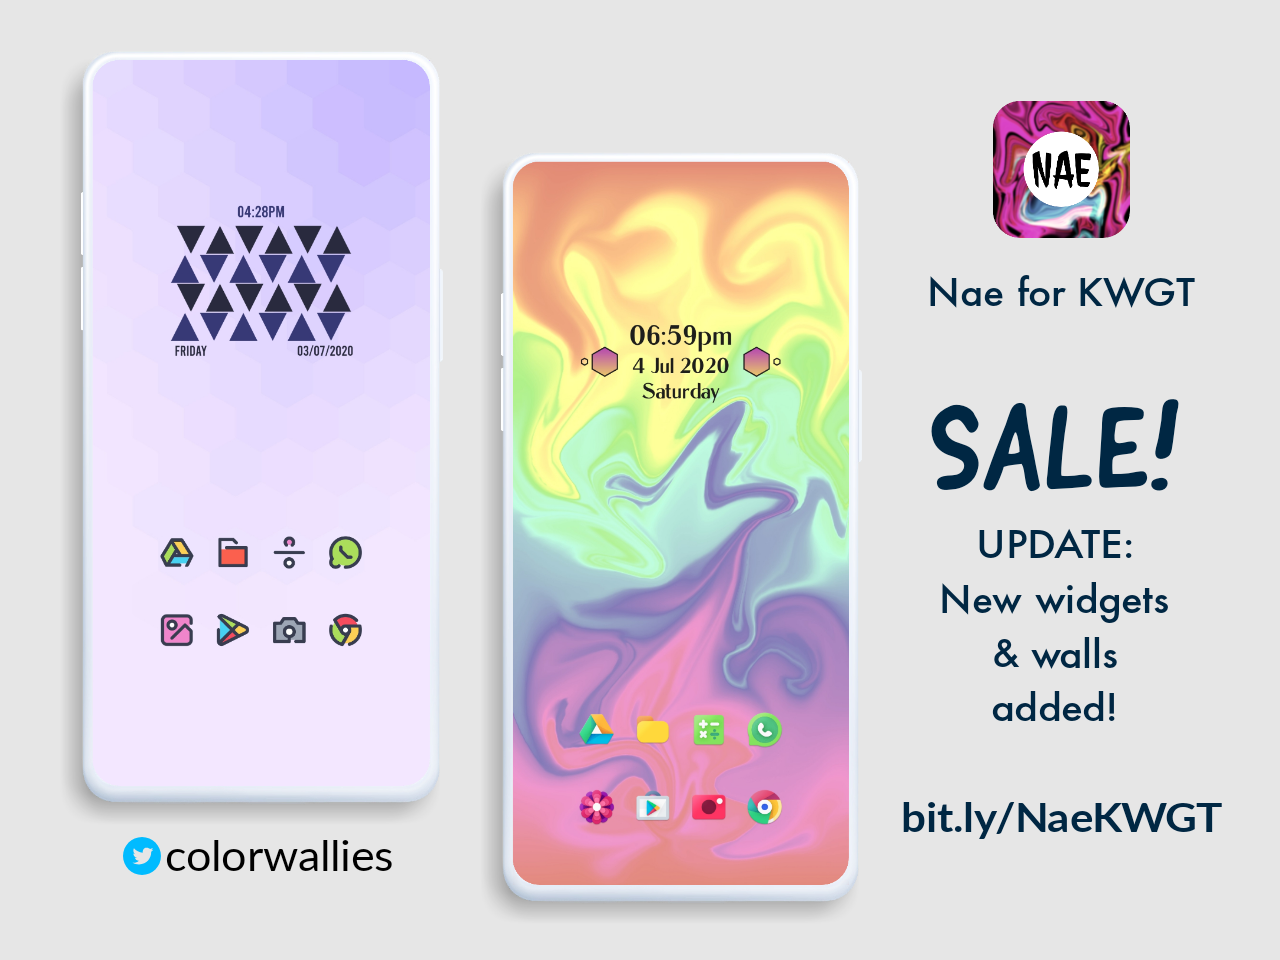 04:28PM
FRIDAY 03/07/2020
colorwallies
06:59pm
4 Jul 2020
Saturday
NAE
Nae for KWGT
SALE!
UPDATE:
New widgets
& walls
added!
bit.ly/NaeKWGT